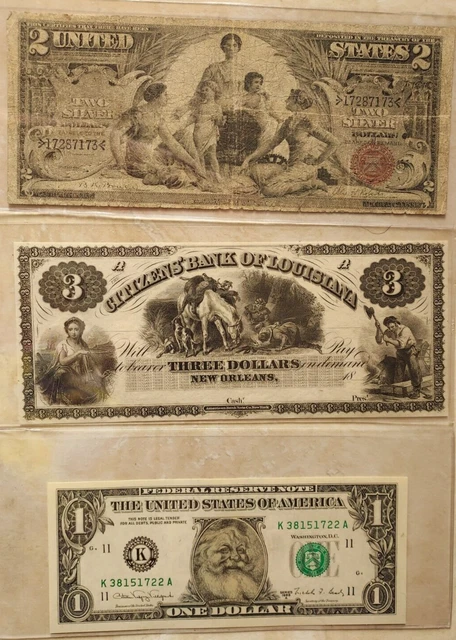 THIS CERTIFIES THAT THERE HAVE BEEN DEPOSITED IN THE TREASURY OF THE
2 UNITED STATES 2
TWO SILVER DOLLARS TWO SILVER DOLLARS
17287173 17287173
CITIZENS' BANK OF LOUISIANA
A A
3 3
Will Pay
to bearer THREE DOLLARS on demand
NEW ORLEANS, 18
Cash.r Pres.t
FEDERAL RESERVE NOTE
THE UNITED STATES OF AMERICA
1 1
THIS NOTE IS LEGAL TENDER
FOR ALL DEBTS, PUBLIC AND PRIVATE
K 38151722 A
WASHINGTON, D.C.
11 11
K
K 38151722 A
11 11
1 ONE DOLLAR 1